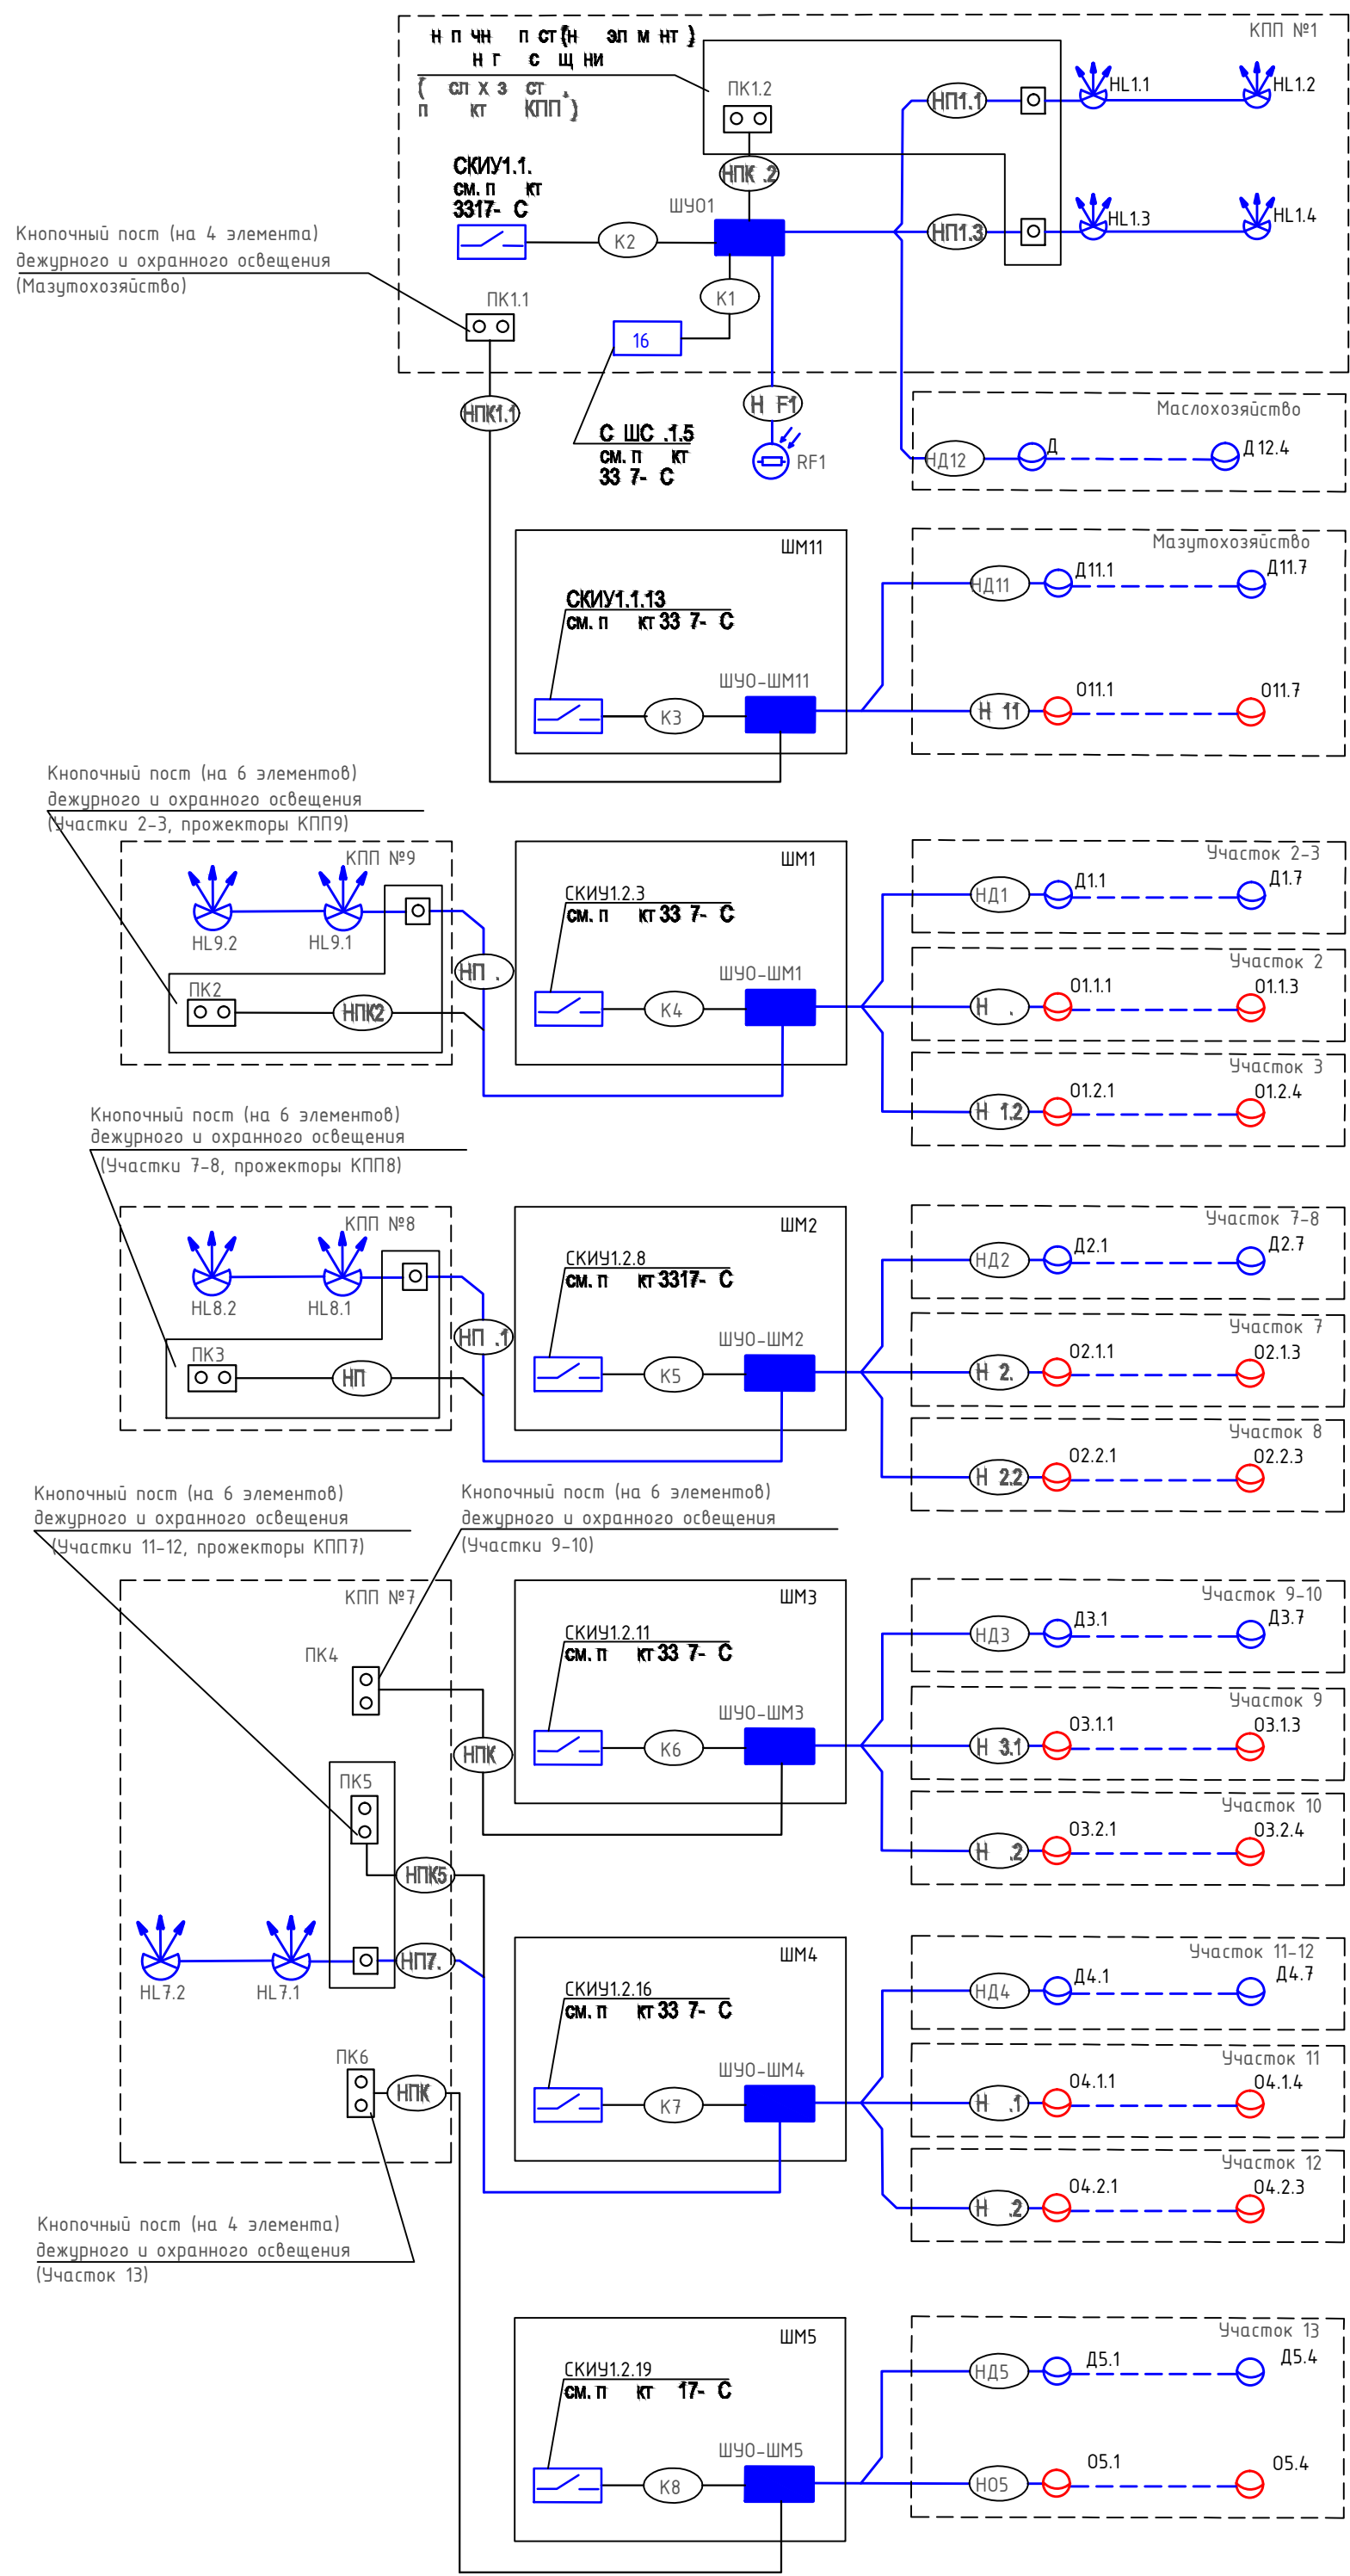 КПП №1
ПК1.2
НП1.1
HL1.1
HL1.2
СКИУ1.1.
ШУО1
К2
НП1.3
HL1.3
HL1.4
Кнопочный пост (на 4 элемента)
дежурного и охранного освещения
(Мазутохозяйство)
ПК1.1
К1
16
НПК1.1
RF1
Маслохозяйство
НД12
Д
Д12.4
ШМ11
СКИУ1.1.13
ШУО-ШМ11
К3
Мазутохозяйство
НД11
Д11.1
Д11.7
О11.1
О11.7
Кнопочный пост (на 6 элементов)
дежурного и охранного освещения
(Участки 2-3, прожекторы КПП9)
КПП №9
HL9.2
HL9.1
ПК2
НПК2
ШМ1
СКИУ1.2.3
ШУО-ШМ1
К4
Участок 2-3
НД1
Д1.1
Д1.7
Участок 2
О1.1.1
О1.1.3
Участок 3
О1.2.1
О1.2.4
Кнопочный пост (на 6 элементов)
дежурного и охранного освещения
(Участки 7-8, прожекторы КПП8)
КПП №8
HL8.2
HL8.1
ПК3
ШМ2
СКИУ1.2.8
ШУО-ШМ2
К5
Участок 7-8
НД2
Д2.1
Д2.7
Участок 7
О2.1.1
О2.1.3
Участок 8
О2.2.1
О2.2.3
Кнопочный пост (на 6 элементов)
дежурного и охранного освещения
(Участки 11-12, прожекторы КПП7)
Кнопочный пост (на 6 элементов)
дежурного и охранного освещения
(Участки 9-10)
КПП №7
ПК4
НПК
ШМ3
СКИУ1.2.11
ШУО-ШМ3
К6
Участок 9-10
НД3
Д3.1
Д3.7
Участок 9
О3.1.1
О3.1.3
Участок 10
О3.2.1
О3.2.4
ПК5
НПК5
НП7.
HL7.2
HL7.1
ПК6
НПК
ШМ4
СКИУ1.2.16
ШУО-ШМ4
К7
Участок 11-12
НД4
Д4.1
Д4.7
Участок 11
О4.1.1
О4.1.4
Участок 12
О4.2.1
О4.2.3
Кнопочный пост (на 4 элемента)
дежурного и охранного освещения
(Участок 13)
ШМ5
СКИУ1.2.19
ШУО-ШМ5
К8
Участок 13
НД5
Д5.1
Д5.4
НО5
О5.1
О5.4